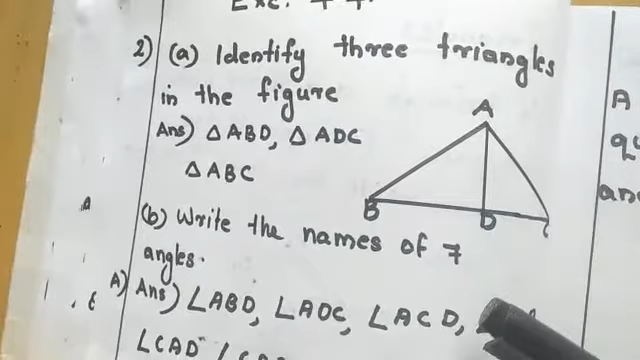 2) (a) Identify three triangles
in the figure
Ans) △ABD, △ADC
△ABC
A
B
D
C
(b) Write the names of 7
angles.
A) Ans) ∠ABD, ∠ADC, ∠ACD,
∠CAD
A